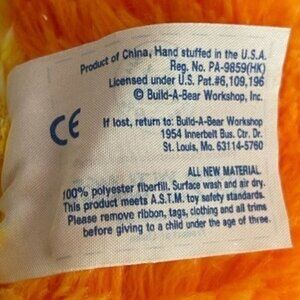 Product of China, Hand stuffed in the U.S.A.
Reg. No. PA-9859(HK)
Licensed under U.S. Pat.#6,109,196
© Build-A-Bear Workshop, Inc.
CE
If lost, return to: Build-A-Bear Workshop
1954 Innerbelt Bus. Ctr. Dr.
St. Louis, Mo. 63114-5760
ALL NEW MATERIAL
100% polyester fiberfill. Surface wash and air dry.
This product meets A.S.T.M. toy safety standards.
Please remove ribbon, tags, clothing and all trims
before giving to a child under the age of three.